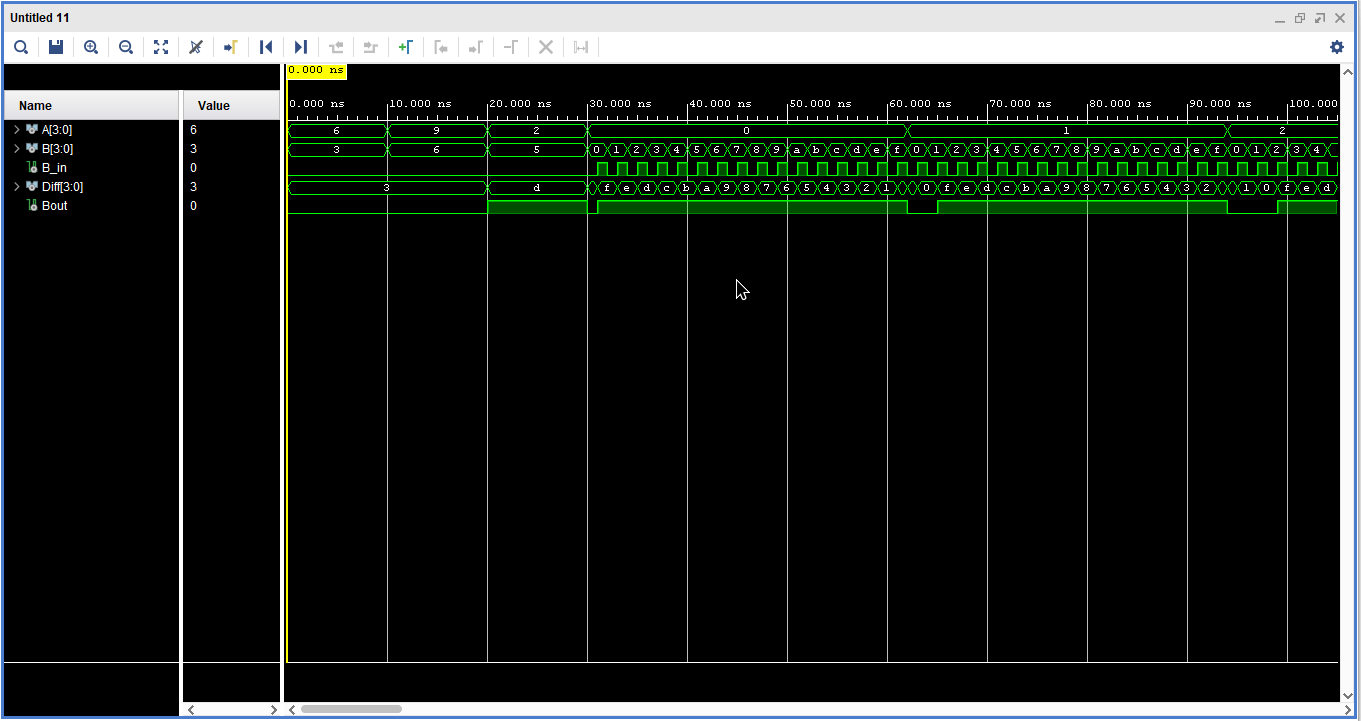 Untitled 11
0.000 ns
Name Value 0.000 ns 10.000 ns 20.000 ns 30.000 ns 40.000 ns 50.000 ns 60.000 ns 70.000 ns 80.000 ns 90.000 ns 100.000
A[3:0] 6 6 9 2 0 1 2
B[3:0] 3 3 6 5 0 1 2 3 4 5 6 7 8 9 a b c d e f 0 1 2 3 4 5 6 7 8 9 a b c d e f 0 1 2 3 4
B_in 0
Diff[3:0] 3 3 d f e d c b a 9 8 7 6 5 4 3 2 1 0 f e d c b a 9 8 7 6 5 4 3 2 1 0 f e d
Bout 0